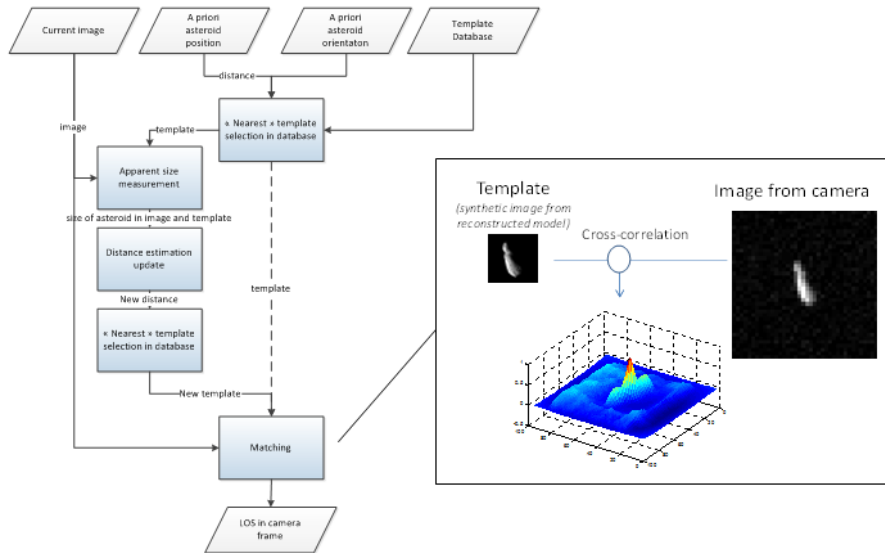 Current image
A priori
asteroid
position
A priori
asteroid
orientaton
Template
Database
distance
image
template
« Nearest » template
selection in database
Apparent size
measurement
size of asteroid in image and template
Distance estimation
update
New distance
template
« Nearest » template
selection in database
New template
Matching
LOS in camera
frame
Template
(synthetic image from
reconstructed model)
Image from camera
Cross-correlation